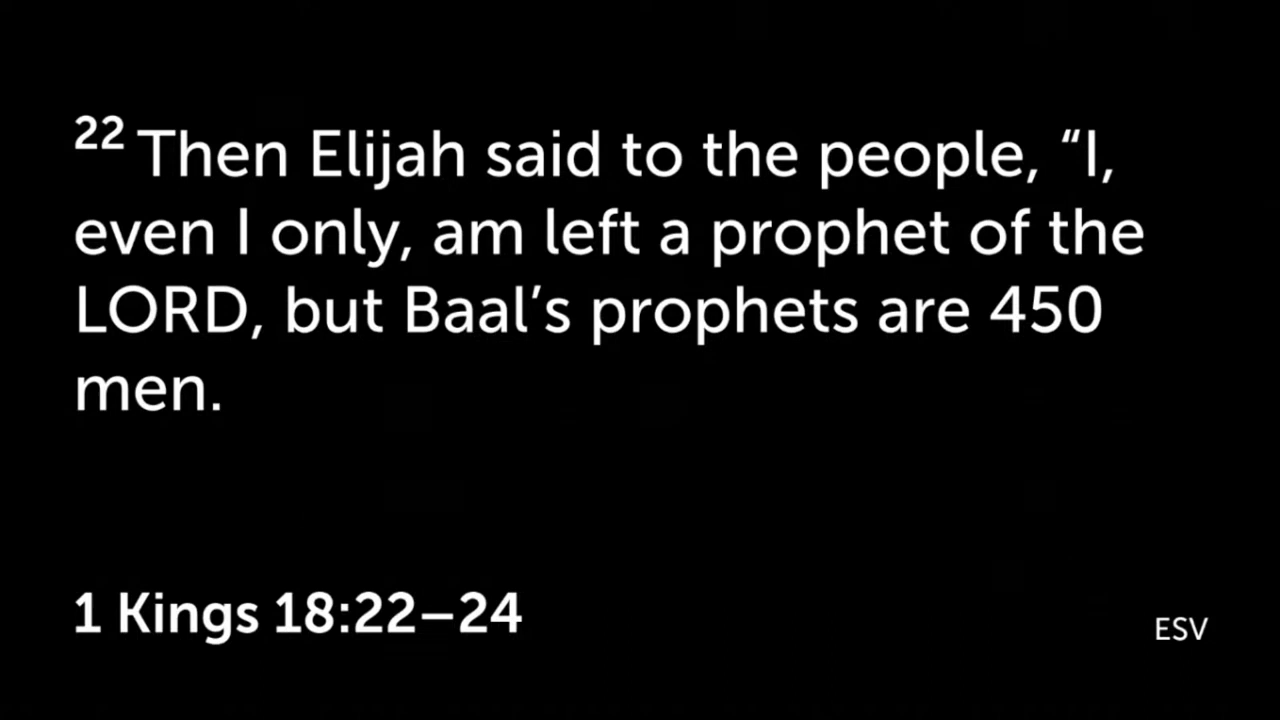 22 Then Elijah said to the people, “I,
even I only, am left a prophet of the
LORD, but Baal’s prophets are 450
men.
1 Kings 18:22–24
ESV